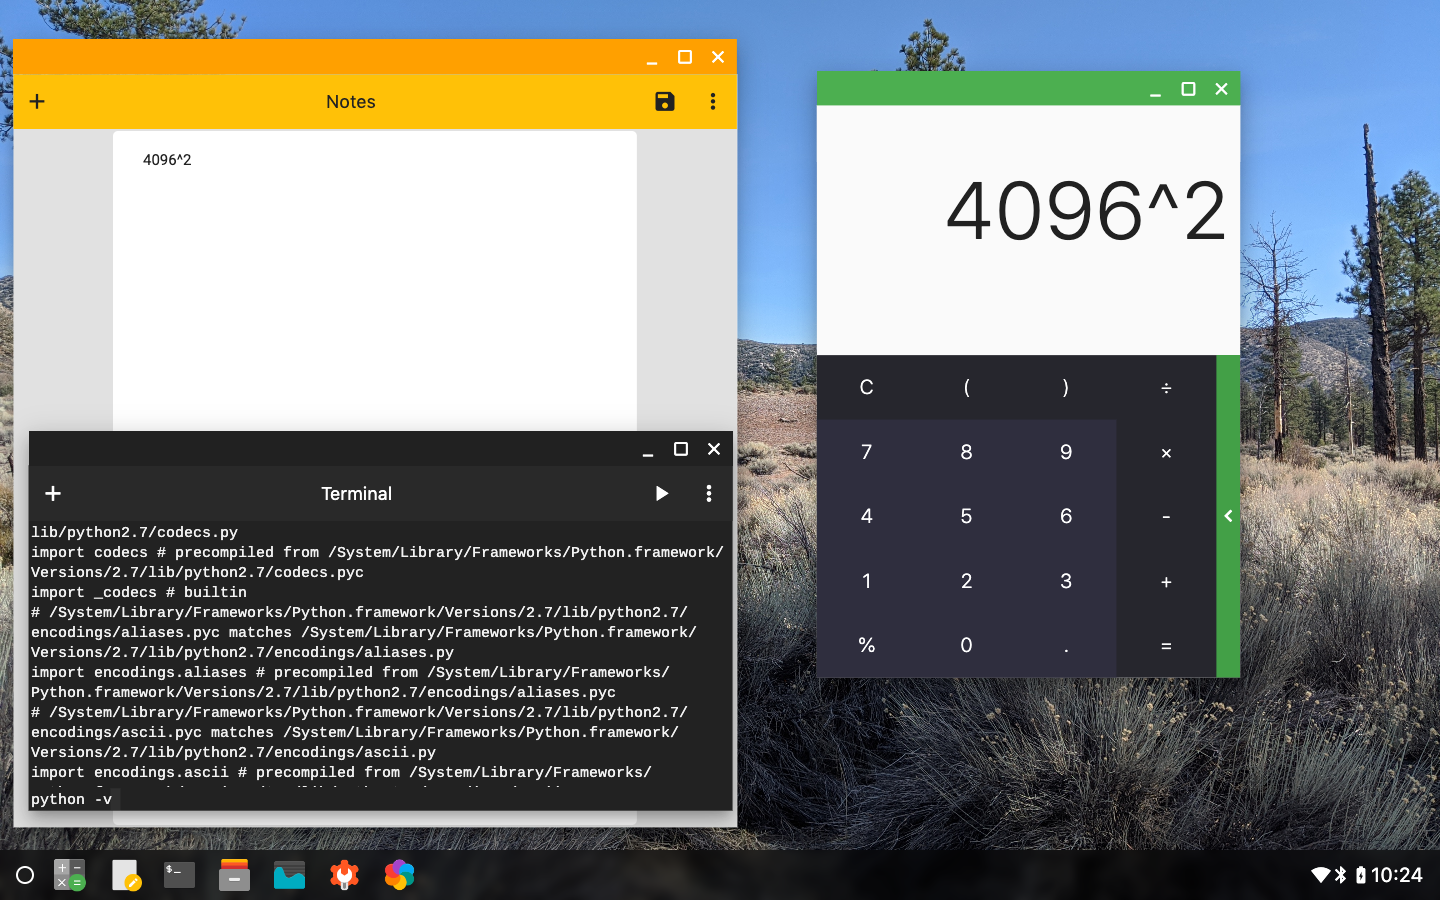 Notes
4096^2
Terminal
lib/python2.7/codecs.py
import codecs # precompiled from /System/Library/Frameworks/Python.framework/
Versions/2.7/lib/python2.7/codecs.pyc
import _codecs # builtin
# /System/Library/Frameworks/Python.framework/Versions/2.7/lib/python2.7/
encodings/aliases.pyc matches /System/Library/Frameworks/Python.framework/
Versions/2.7/lib/python2.7/encodings/aliases.py
import encodings.aliases # precompiled from /System/Library/Frameworks/
Python.framework/Versions/2.7/lib/python2.7/encodings/aliases.pyc
# /System/Library/Frameworks/Python.framework/Versions/2.7/lib/python2.7/
encodings/ascii.pyc matches /System/Library/Frameworks/Python.framework/
Versions/2.7/lib/python2.7/encodings/ascii.py
import encodings.ascii # precompiled from /System/Library/Frameworks/
python -v
4096^2
C ( ) ÷
7 8 9 ×
4 5 6 -
1 2 3 +
% 0 . =
$_
10:24